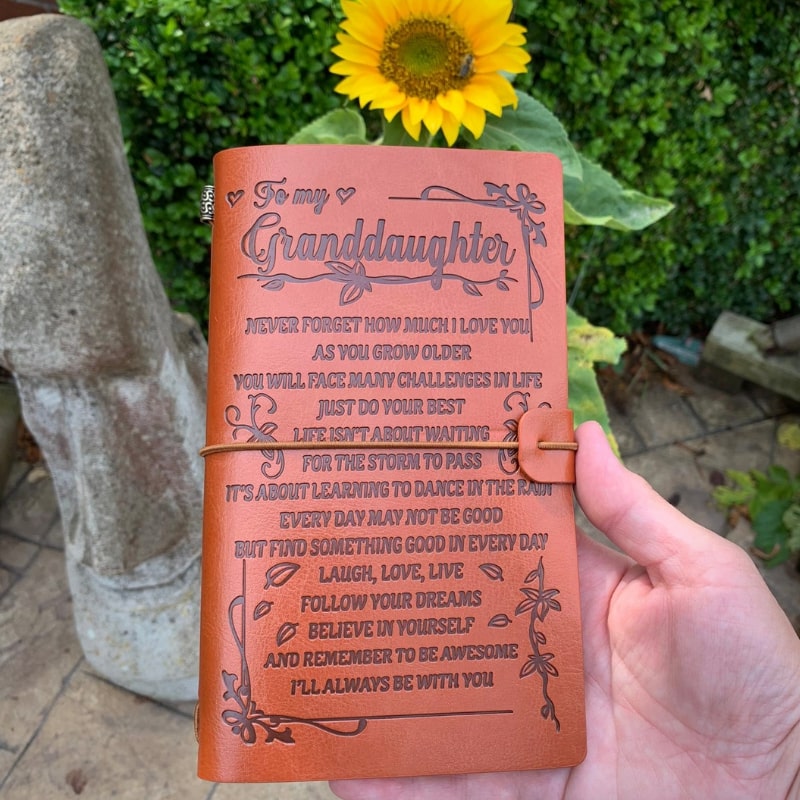 To my
Granddaughter
NEVER FORGET HOW MUCH I LOVE YOU
AS YOU GROW OLDER
YOU WILL FACE MANY CHALLENGES IN LIFE
JUST DO YOUR BEST
LIFE ISN'T ABOUT WAITING
FOR THE STORM TO PASS
IT'S ABOUT LEARNING TO DANCE IN THE RAIN
EVERY DAY MAY NOT BE GOOD
BUT FIND SOMETHING GOOD IN EVERY DAY
LAUGH, LOVE, LIVE
FOLLOW YOUR DREAMS
BELIEVE IN YOURSELF
AND REMEMBER TO BE AWESOME
I'LL ALWAYS BE WITH YOU